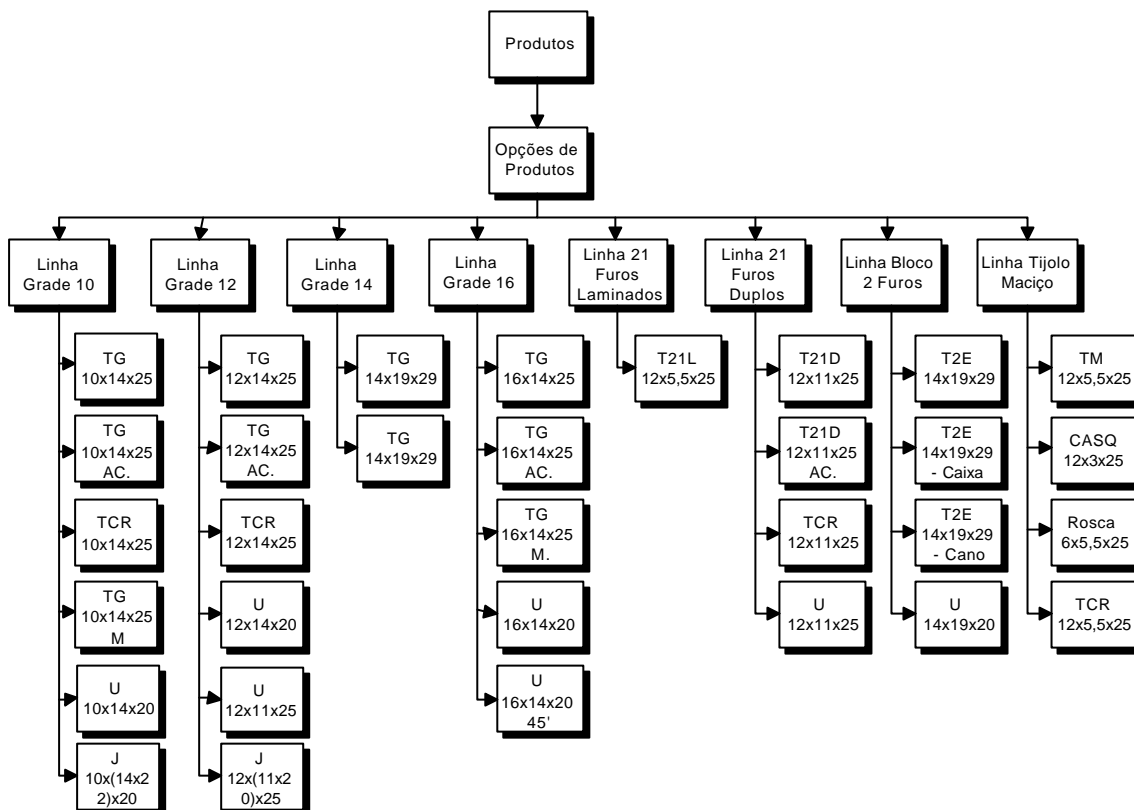 Produtos
Opções de
Produtos
Linha
Grade 10
Linha
Grade 12
Linha
Grade 14
Linha
Grade 16
Linha 21
Furos
Laminados
Linha 21
Furos
Duplos
Linha Bloco
2 Furos
Linha Tijolo
Maciço
TG
10x14x25
TG
10x14x25
AC.
TCR
10x14x25
TG
10x14x25
M
U
10x14x20
J
10x(14x2
2)x20
TG
12x14x25
TG
12x14x25
AC.
TCR
12x14x25
U
12x14x20
U
12x11x25
J
12x(11x2
0)x25
TG
14x19x29
TG
14x19x29
TG
16x14x25
TG
16x14x25
AC.
TG
16x14x25
M.
U
16x14x20
U
16x14x20
45'
T21L
12x5,5x25
T21D
12x11x25
T21D
12x11x25
AC.
TCR
12x11x25
U
12x11x25
T2E
14x19x29
T2E
14x19x29
- Caixa
T2E
14x19x29
- Cano
U
14x19x20
TM
12x5,5x25
CASQ
12x3x25
Rosca
6x5,5x25
TCR
12x5,5x25